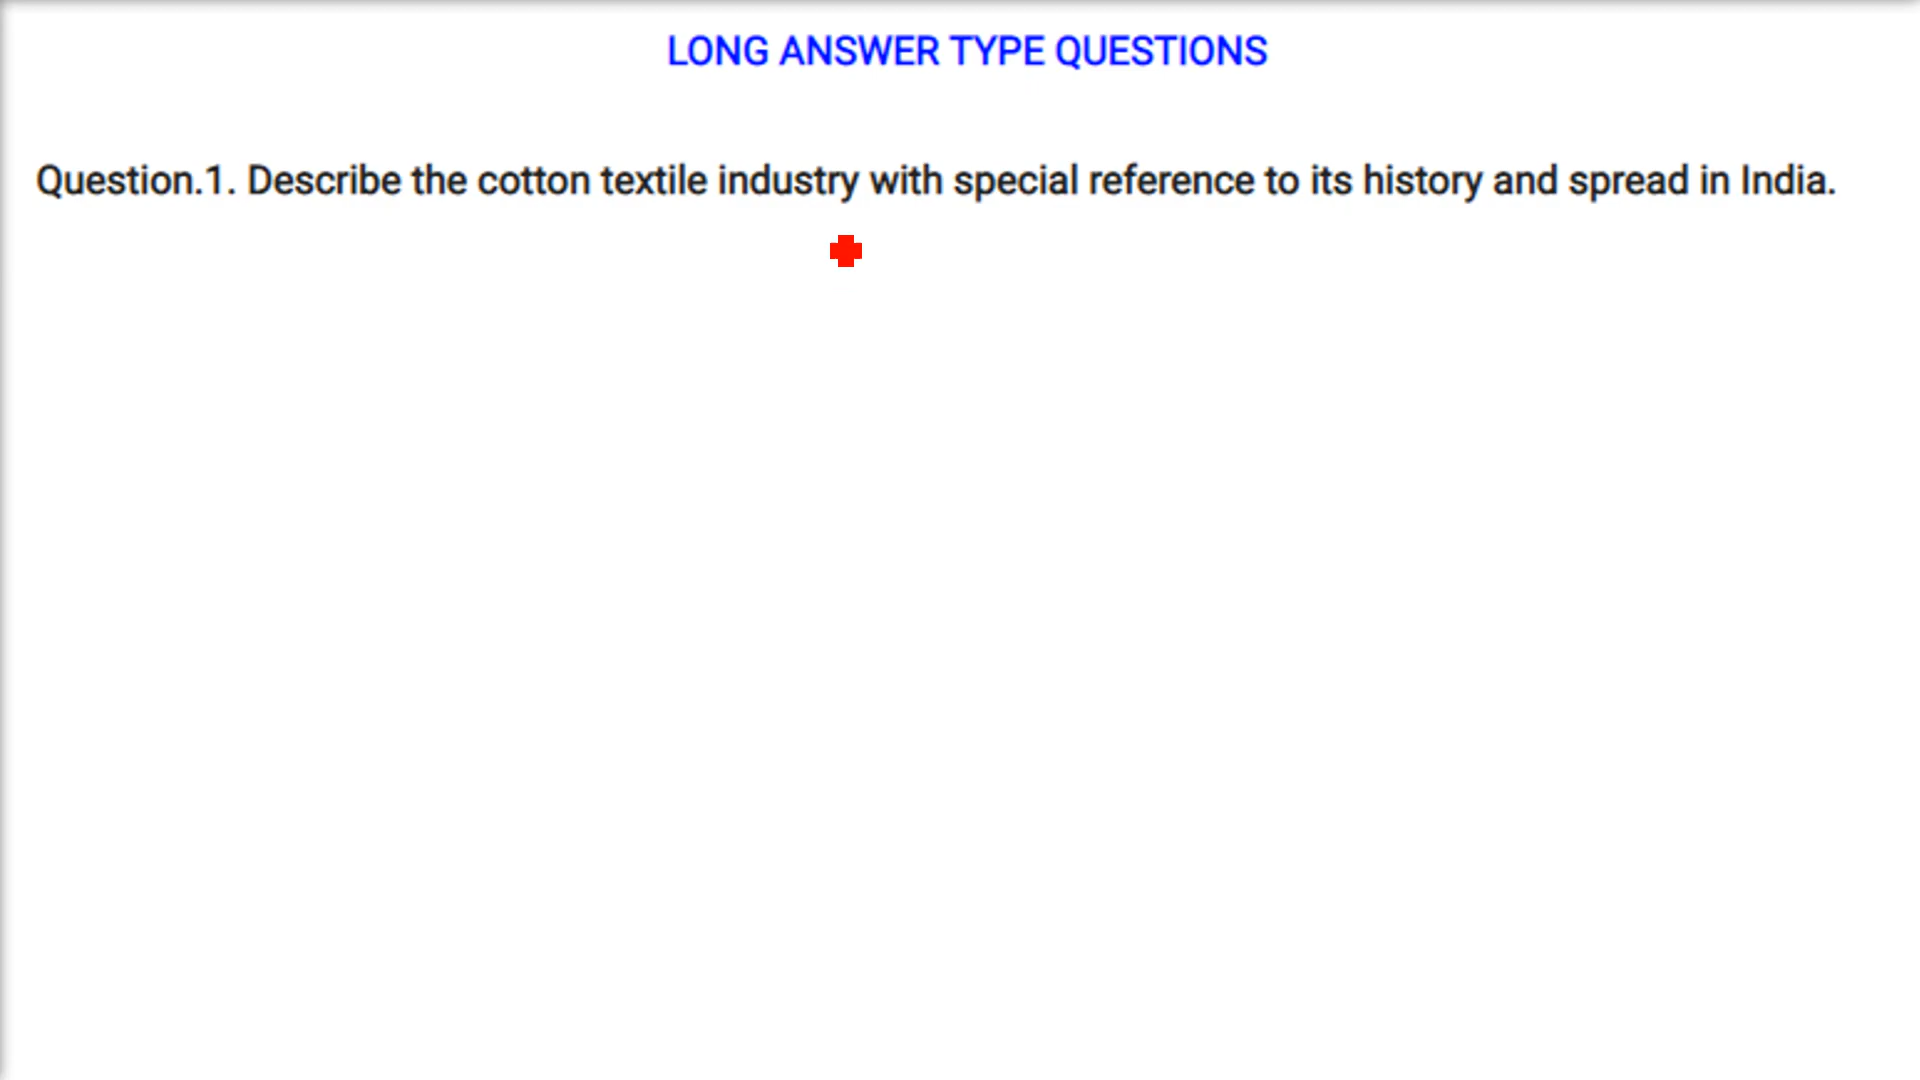 LONG ANSWER TYPE QUESTIONS
Question.1. Describe the cotton textile industry with special reference to its history and spread in India.